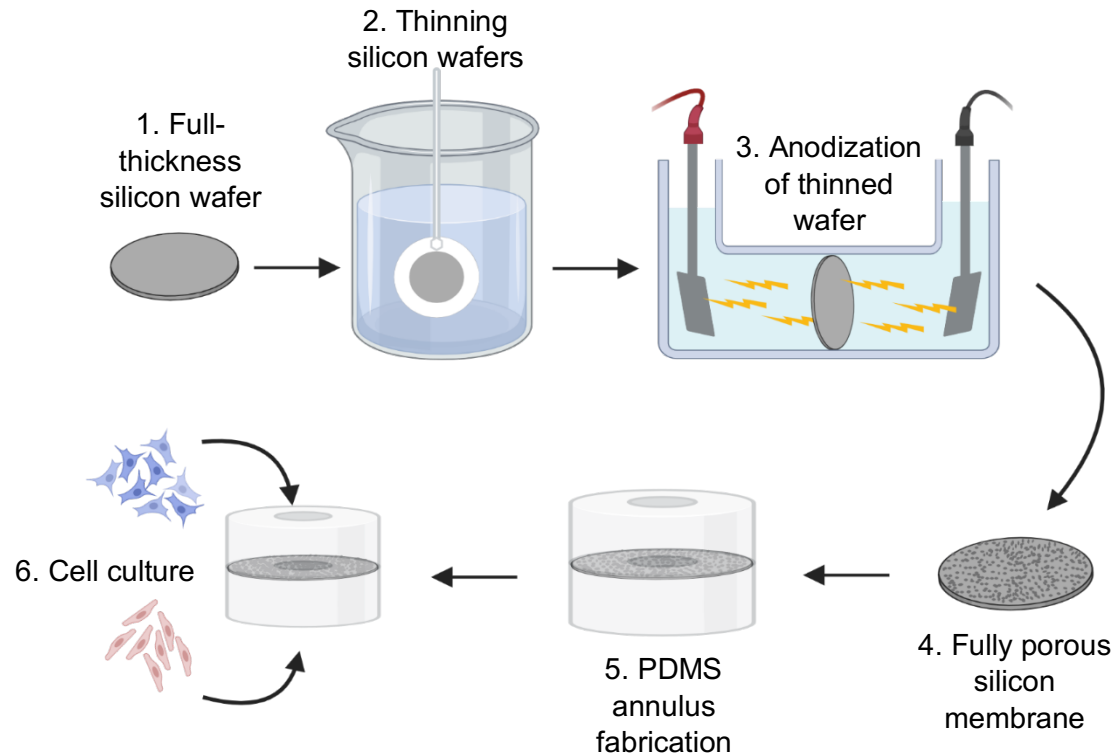 1. Full-
thickness
silicon wafer
2. Thinning
silicon wafers
3. Anodization
of thinned
wafer
4. Fully porous
silicon
membrane
5. PDMS
annulus
fabrication
6. Cell culture